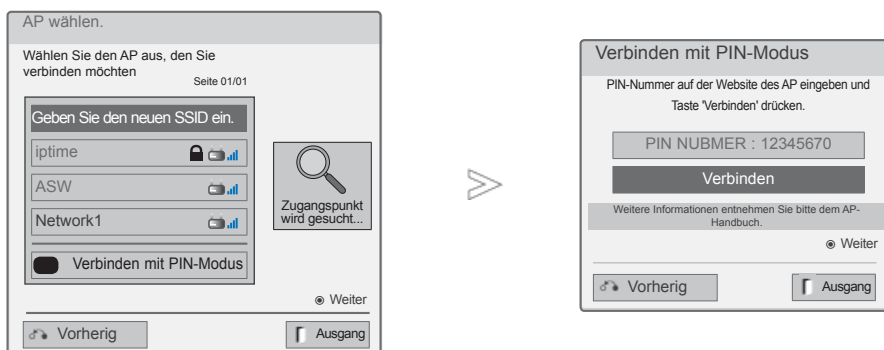 AP wählen.
Wählen Sie den AP aus, den Sie
verbinden möchten
Seite 01/01
Geben Sie den neuen SSID ein.
iptime
ASW
Network1
Verbinden mit PIN-Modus
Zugangspunkt
wird gesucht...
Weiter
Vorherig
Ausgang
Verbinden mit PIN-Modus
PIN-Nummer auf der Website des AP eingeben und
Taste 'Verbinden' drücken.
PIN NUBMER : 12345670
Verbinden
Weitere Informationen entnehmen Sie bitte dem AP-
Handbuch.
Weiter
Vorherig
Ausgang